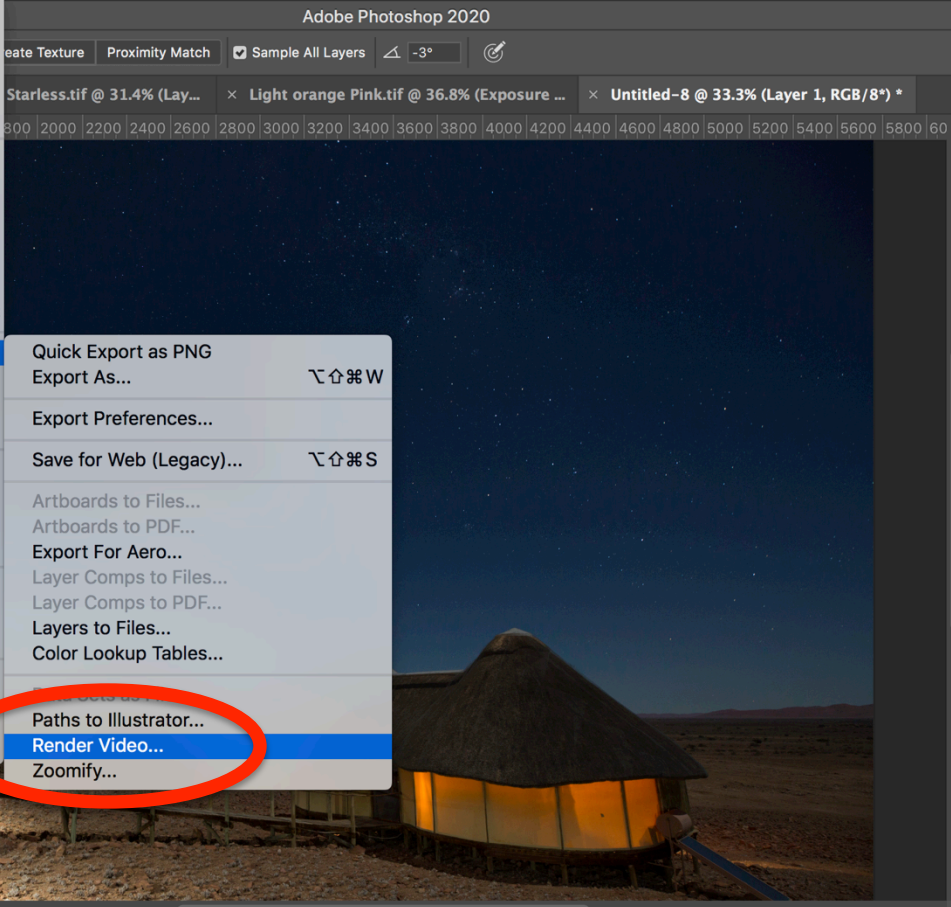 Adobe Photoshop 2020
eate Texture Proximity Match Sample All Layers -3°
Starless.tif @ 31.4% (Lay... × Light orange Pink.tif @ 36.8% (Exposure ... × Untitled-8 @ 33.3% (Layer 1, RGB/8*) *
800 2000 2200 2400 2600 2800 3000 3200 3400 3600 3800 4000 4200 4400 4600 4800 5000 5200 5400 5600 5800 60
Quick Export as PNG
Export As... ⌥⇧⌘W
Export Preferences...
Save for Web (Legacy)... ⌥⇧⌘S
Artboards to Files...
Artboards to PDF...
Export For Aero...
Layer Comps to Files...
Layer Comps to PDF...
Layers to Files...
Color Lookup Tables...
Paths to Illustrator...
Render Video...
Zoomify...